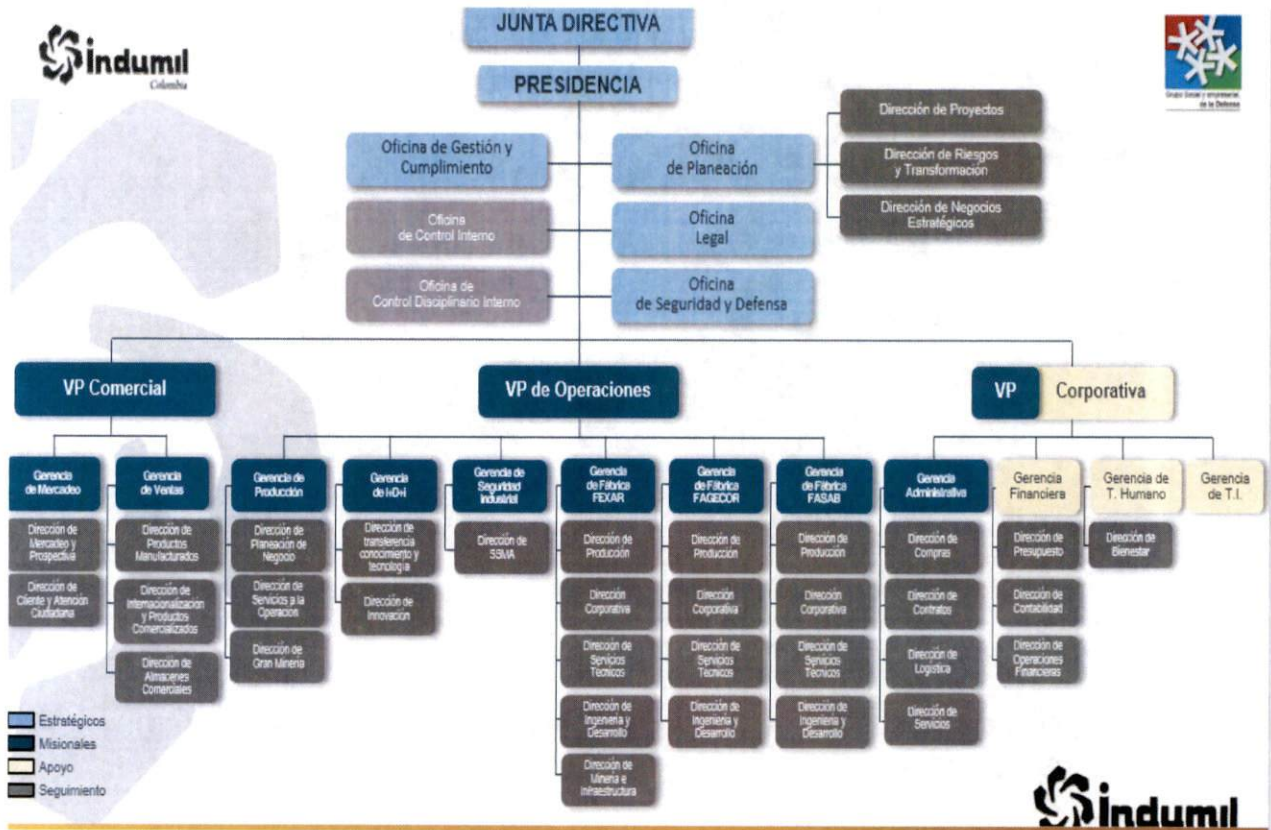 indumil
Colombia
JUNTA DIRECTIVA
PRESIDENCIA
Grupo Social y empresarial
de la Defensa
Oficina de Gestión y
Cumplimiento
Oficina
de Planeación
Dirección de Proyectos
Dirección de Riesgos
y Transformación
Dirección de Negocios
Estratégicos
Oficina
de Control Interno
Oficina
Legal
Oficina de
Control Disciplinario Interno
Oficina
de Seguridad y Defensa
VP Comercial
VP de Operaciones
VP Corporativa
Gerencia
de Mercadeo
Gerencia
de Ventas
Gerencia de
Producción
Gerencia
de I+D+i
Gerencia de
Seguridad
Industrial
Gerencia
de Fábrica
FEXAR
Gerencia
de Fábrica
FAGECOR
Gerencia
de Fábrica
FASAB
Gerencia
Administrativa
Gerencia
Financiera
Gerencia de
T. Humano
Gerencia
de T.I.
Dirección de
Mercadeo y
Prospectiva
Dirección de
Productos
Manufacturados
Dirección de
Planeación de
Negocio
Dirección de
transferencia
conocimiento y
tecnología
Dirección de
SSMA
Dirección de
Producción
Dirección de
Producción
Dirección de
Producción
Dirección de
Compras
Dirección de
Presupuesto
Dirección de
Bienestar
Dirección de
Cliente y Atención
Ciudadana
Dirección de
Internacionalización
y Productos
Comercializados
Dirección de
Servicios a la
Operación
Dirección de
Innovación
Dirección
Corporativa
Dirección
Corporativa
Dirección
Corporativa
Dirección de
Contratos
Dirección de
Contabilidad
Dirección
Almacenes
Comerciales
Dirección de
Gran Minería
Dirección de
Servicios
Técnicos
Dirección de
Servicios
Técnicos
Dirección de
Servicios
Técnicos
Dirección de
Logística
Dirección de
Operaciones
Financieras
Dirección de
Ingeniería y
Desarrollo
Dirección de
Ingeniería y
Desarrollo
Dirección de
Ingeniería y
Desarrollo
Dirección de
Servicios
Dirección de
Minería e
Infraestructura
Estratégicos
Misionales
Apoyo
Seguimiento
indumil